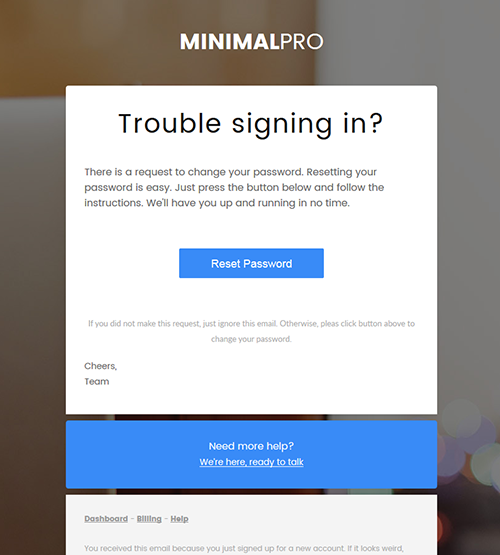 MINIMALPRO
Trouble signing in?
There is a request to change your password. Resetting your
password is easy. Just press the button below and follow the
instructions. We'll have you up and running in no time.
Reset Password
If you did not make this request, just ignore this email. Otherwise, pleas click button above to
change your password.
Cheers,
Team
Need more help?
We're here, ready to talk
Dashboard - Billing - Help
You received this email because you just signed up for a new account. If it looks weird,